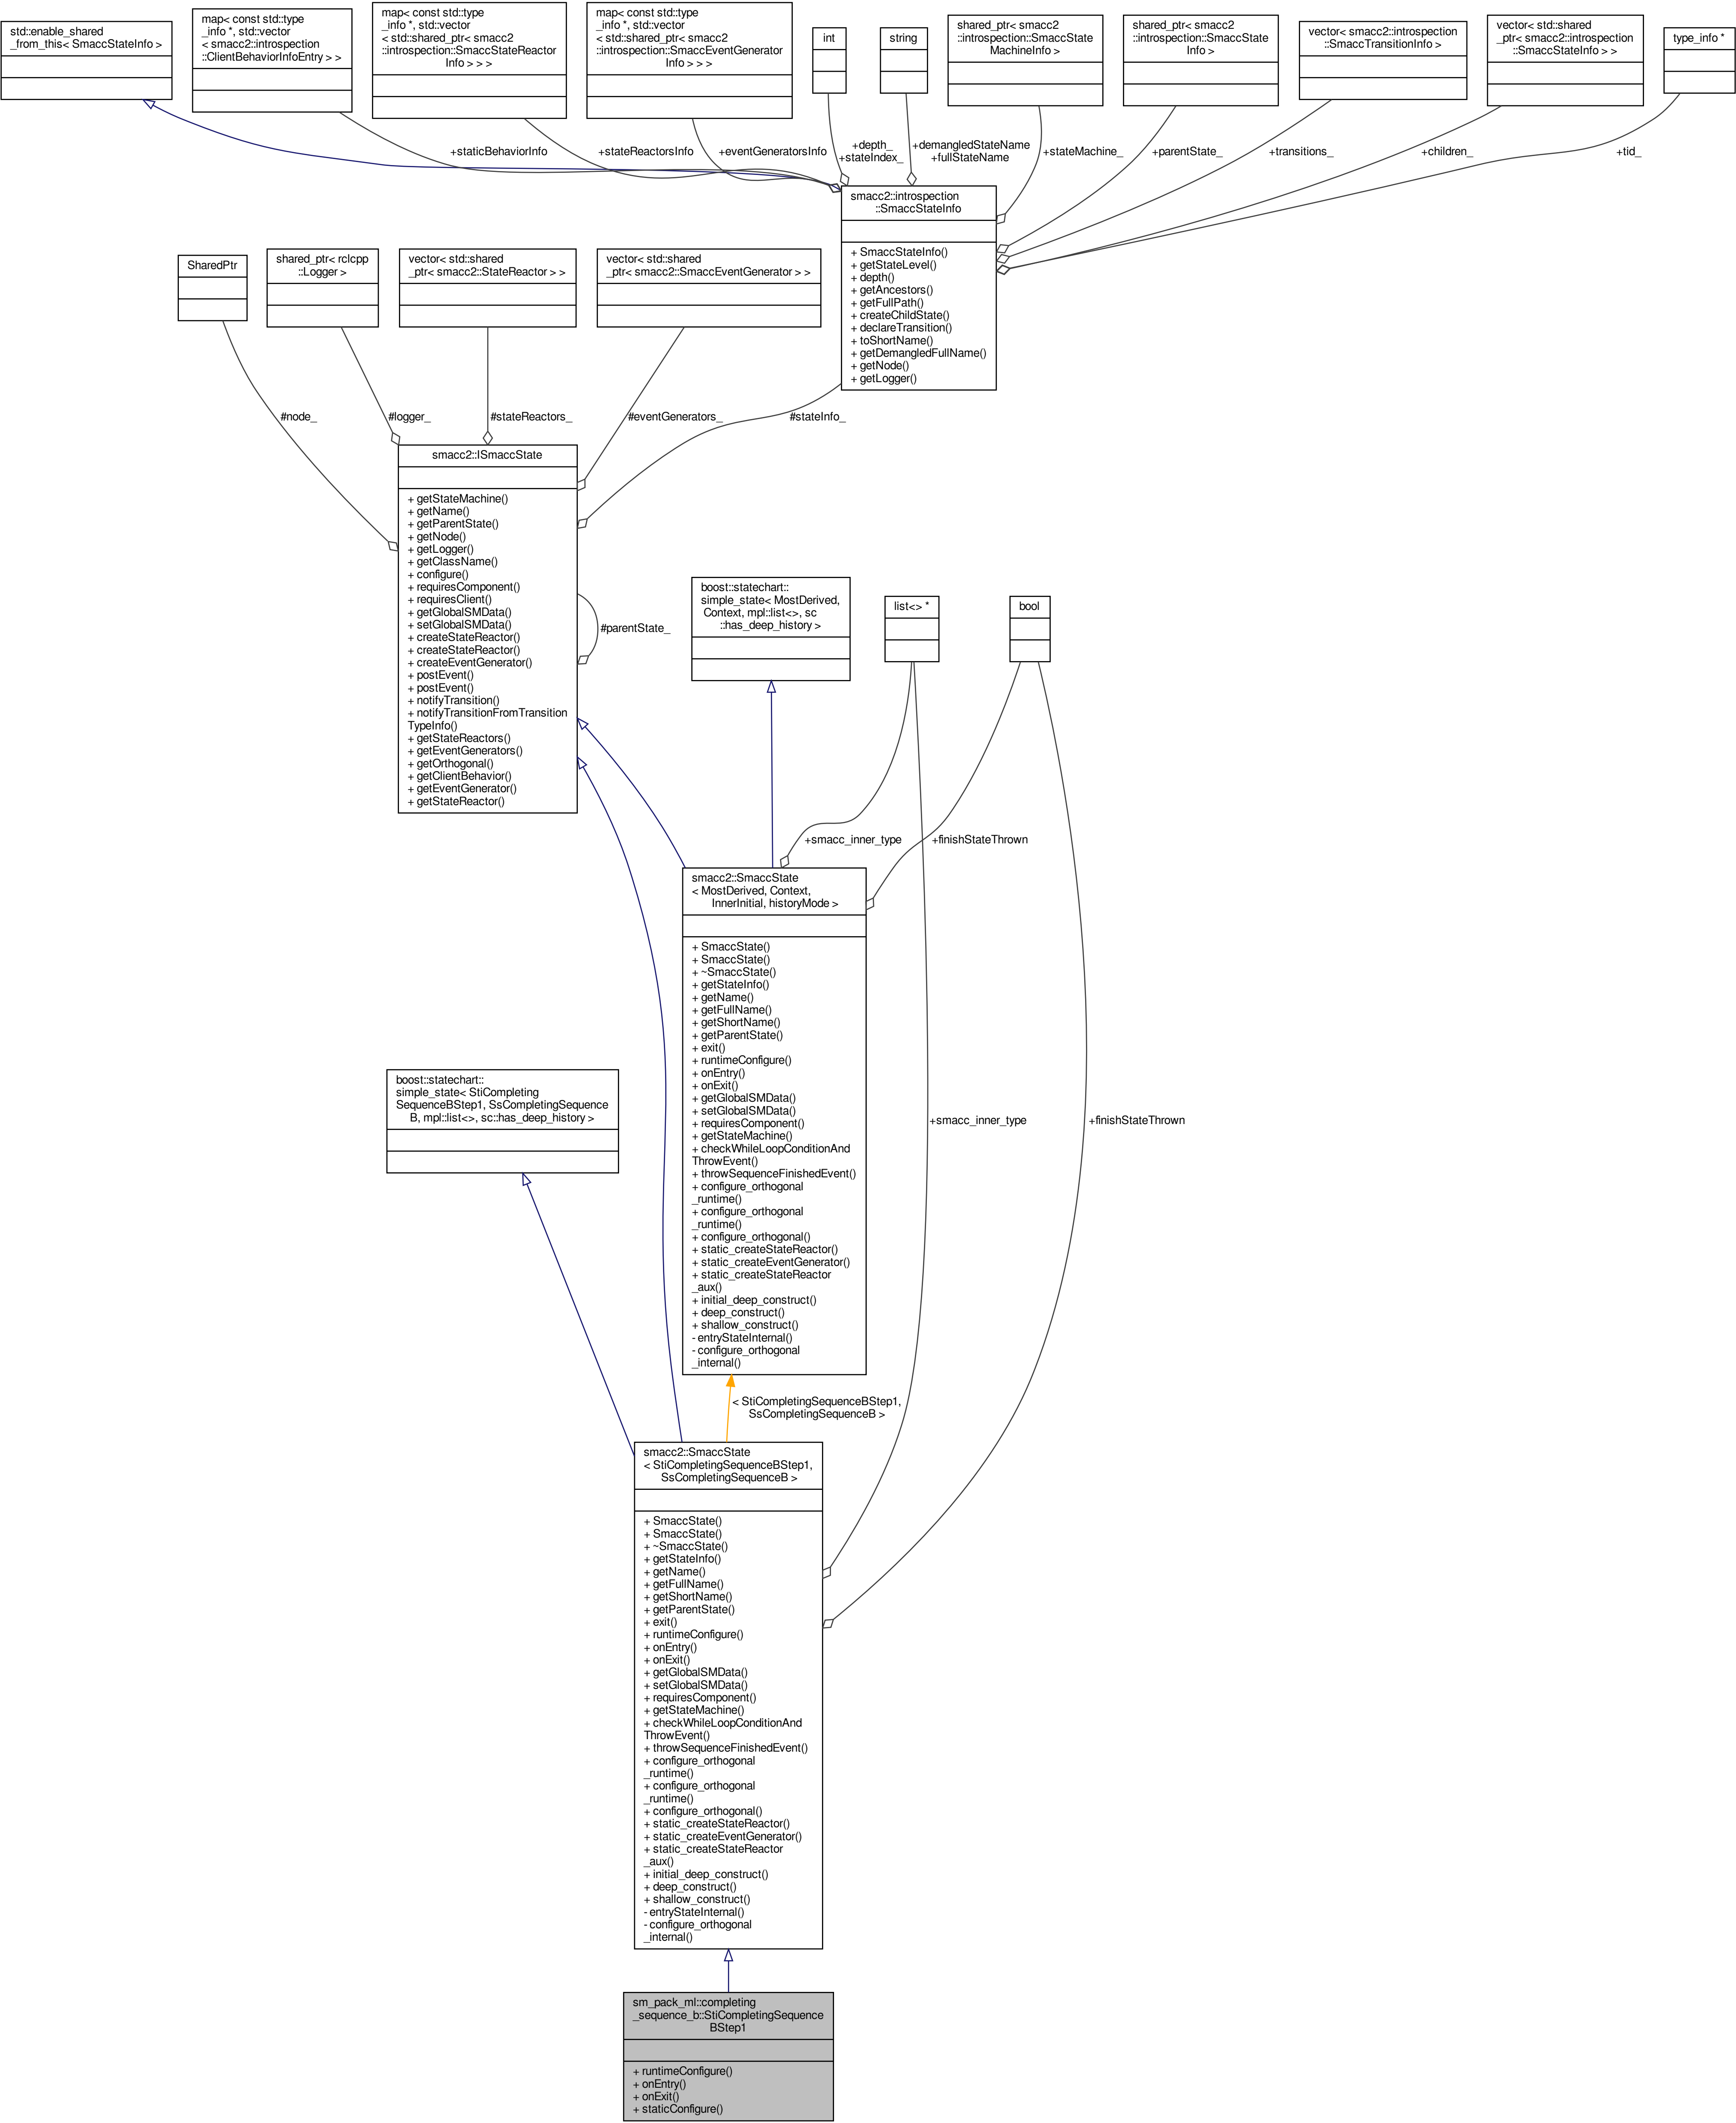 std::enable_shared
_from_this< SmaccStateInfo >
map< const std::type
_info *, std::vector
< smacc2::introspection
::ClientBehaviorInfoEntry > >
map< const std::type
_info *, std::vector
< std::shared_ptr< smacc2
::introspection::SmaccStateReactor
Info > > >
map< const std::type
_info *, std::vector
< std::shared_ptr< smacc2
::introspection::SmaccEventGenerator
Info > > >
int
string
shared_ptr< smacc2
::introspection::SmaccState
MachineInfo >
shared_ptr< smacc2
::introspection::SmaccState
Info >
vector< smacc2::introspection
::SmaccTransitionInfo >
vector< std::shared
_ptr< smacc2::introspection
::SmaccStateInfo > >
type_info *
+staticBehaviorInfo
+stateReactorsInfo
+eventGeneratorsInfo
+depth_
+stateIndex_
+demangledStateName
+fullStateName
+stateMachine_
+parentState_
+transitions_
+children_
+tid_
smacc2::introspection
::SmaccStateInfo
+ SmaccStateInfo()
+ getStateLevel()
+ depth()
+ getAncestors()
+ getFullPath()
+ createChildState()
+ declareTransition()
+ toShortName()
+ getDemangledFullName()
+ getNode()
+ getLogger()
SharedPtr
shared_ptr< rclcpp
::Logger >
vector< std::shared
_ptr< smacc2::StateReactor > >
vector< std::shared
_ptr< smacc2::SmaccEventGenerator > >
#node_
#logger_
#stateReactors_
#eventGenerators_
#stateInfo_
smacc2::ISmaccState
+ getStateMachine()
+ getName()
+ getParentState()
+ getNode()
+ getLogger()
+ getClassName()
+ configure()
+ requiresComponent()
+ requiresClient()
+ getGlobalSMData()
+ setGlobalSMData()
+ createStateReactor()
+ createStateReactor()
+ createEventGenerator()
+ postEvent()
+ postEvent()
+ notifyTransition()
+ notifyTransitionFromTransition
TypeInfo()
+ getStateReactors()
+ getEventGenerators()
+ getOrthogonal()
+ getClientBehavior()
+ getEventGenerator()
+ getStateReactor()
#parentState_
boost::statechart::
simple_state< MostDerived,
Context, mpl::list<>, sc
::has_deep_history >
list<> *
bool
+smacc_inner_type
+finishStateThrown
smacc2::SmaccState
< MostDerived, Context,
InnerInitial, historyMode >
+ SmaccState()
+ SmaccState()
+ ~SmaccState()
+ getStateInfo()
+ getName()
+ getFullName()
+ getShortName()
+ getParentState()
+ exit()
+ runtimeConfigure()
+ onEntry()
+ onExit()
+ getGlobalSMData()
+ setGlobalSMData()
+ requiresComponent()
+ getStateMachine()
+ checkWhileLoopConditionAnd
ThrowEvent()
+ throwSequenceFinishedEvent()
+ configure_orthogonal
_runtime()
+ configure_orthogonal
_runtime()
+ configure_orthogonal()
+ static_createStateReactor()
+ static_createEventGenerator()
+ static_createStateReactor
_aux()
+ initial_deep_construct()
+ deep_construct()
+ shallow_construct()
- entryStateInternal()
- configure_orthogonal
_internal()
boost::statechart::
simple_state< StiCompleting
SequenceBStep1, SsCompletingSequence
B, mpl::list<>, sc::has_deep_history >
+smacc_inner_type
+finishStateThrown
< StiCompletingSequenceBStep1,
SsCompletingSequenceB >
smacc2::SmaccState
< StiCompletingSequenceBStep1,
SsCompletingSequenceB >
+ SmaccState()
+ SmaccState()
+ ~SmaccState()
+ getStateInfo()
+ getName()
+ getFullName()
+ getShortName()
+ getParentState()
+ exit()
+ runtimeConfigure()
+ onEntry()
+ onExit()
+ getGlobalSMData()
+ setGlobalSMData()
+ requiresComponent()
+ getStateMachine()
+ checkWhileLoopConditionAnd
ThrowEvent()
+ throwSequenceFinishedEvent()
+ configure_orthogonal
_runtime()
+ configure_orthogonal
_runtime()
+ configure_orthogonal()
+ static_createStateReactor()
+ static_createEventGenerator()
+ static_createStateReactor
_aux()
+ initial_deep_construct()
+ deep_construct()
+ shallow_construct()
- entryStateInternal()
- configure_orthogonal
_internal()
sm_pack_ml::completing
_sequence_b::StiCompletingSequence
BStep1
+ runtimeConfigure()
+ onEntry()
+ onExit()
+ staticConfigure()